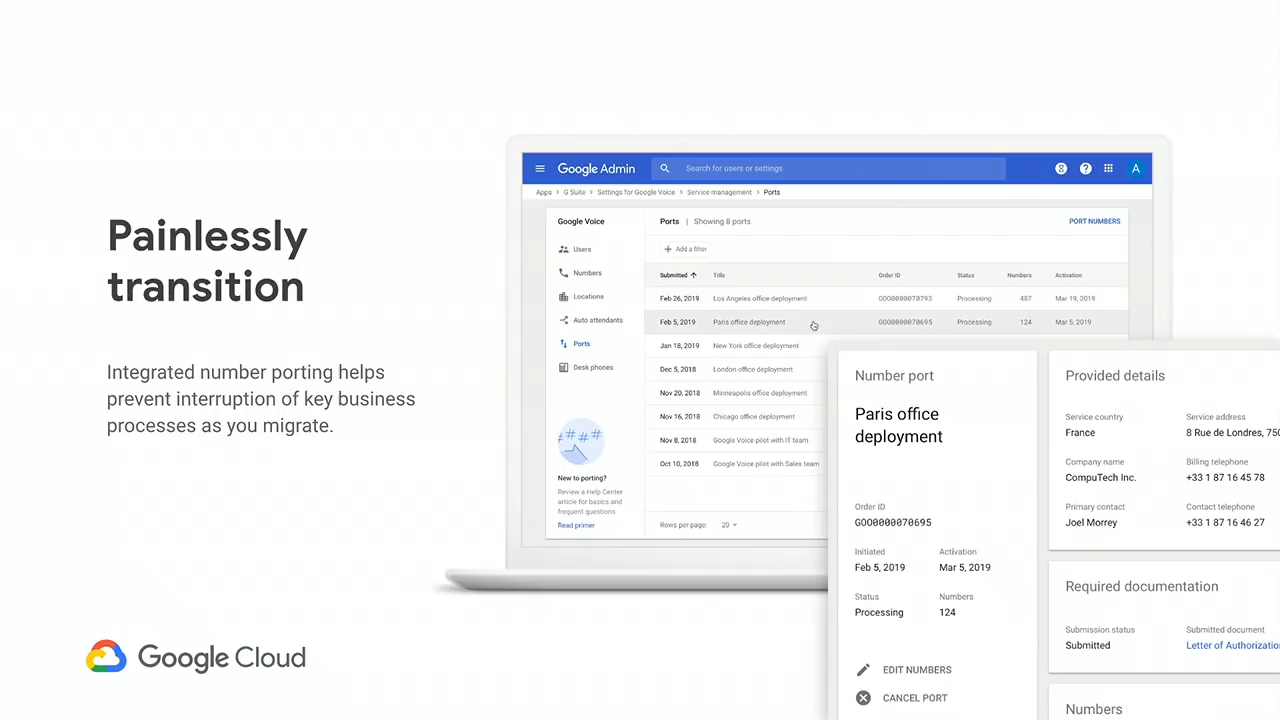 Painlessly
transition
Integrated number porting helps
prevent interruption of key business
processes as you migrate.
Google Cloud
Google Admin
Search for users or settings
A
Apps > G Suite > Settings for Google Voice > Service management > Ports
Google Voice
Users
Numbers
Locations
Auto attendants
Ports
Desk phones
New to porting?
Review a Help Center
article for basics and
frequent questions
Read primer
Ports | Showing 8 ports
PORT NUMBERS
+ Add a filter
Submitted Title Order ID Status Numbers Activation
Feb 26, 2019 Los Angeles office deployment GOO0000070793 Processing 487 Mar 19, 2019
Feb 5, 2019 Paris office deployment GOO0000070695 Processing 124 Mar 5, 2019
Jan 18, 2019 New York office deployment
Dec 5, 2018 London office deployment
Nov 20, 2018 Minneapolis office deployment
Nov 16, 2018 Chicago office deployment
Nov 8, 2018 Google Voice pilot with IT team
Oct 10, 2018 Google Voice pilot with Sales team
Rows per page: 20
Number port
Paris office
deployment
Order ID
GOO0000070695
Initiated Activation
Feb 5, 2019 Mar 5, 2019
Status Numbers
Processing 124
EDIT NUMBERS
CANCEL PORT
Provided details
Service country Service address
France 8 Rue de Londres, 750
Company name Billing telephone
CompuTech Inc. +33 1 87 16 45 78
Primary contact Contact telephone
Joel Morrey +33 1 87 16 46 27
Required documentation
Submission status Submitted document
Submitted Letter of Authorizatio
Numbers